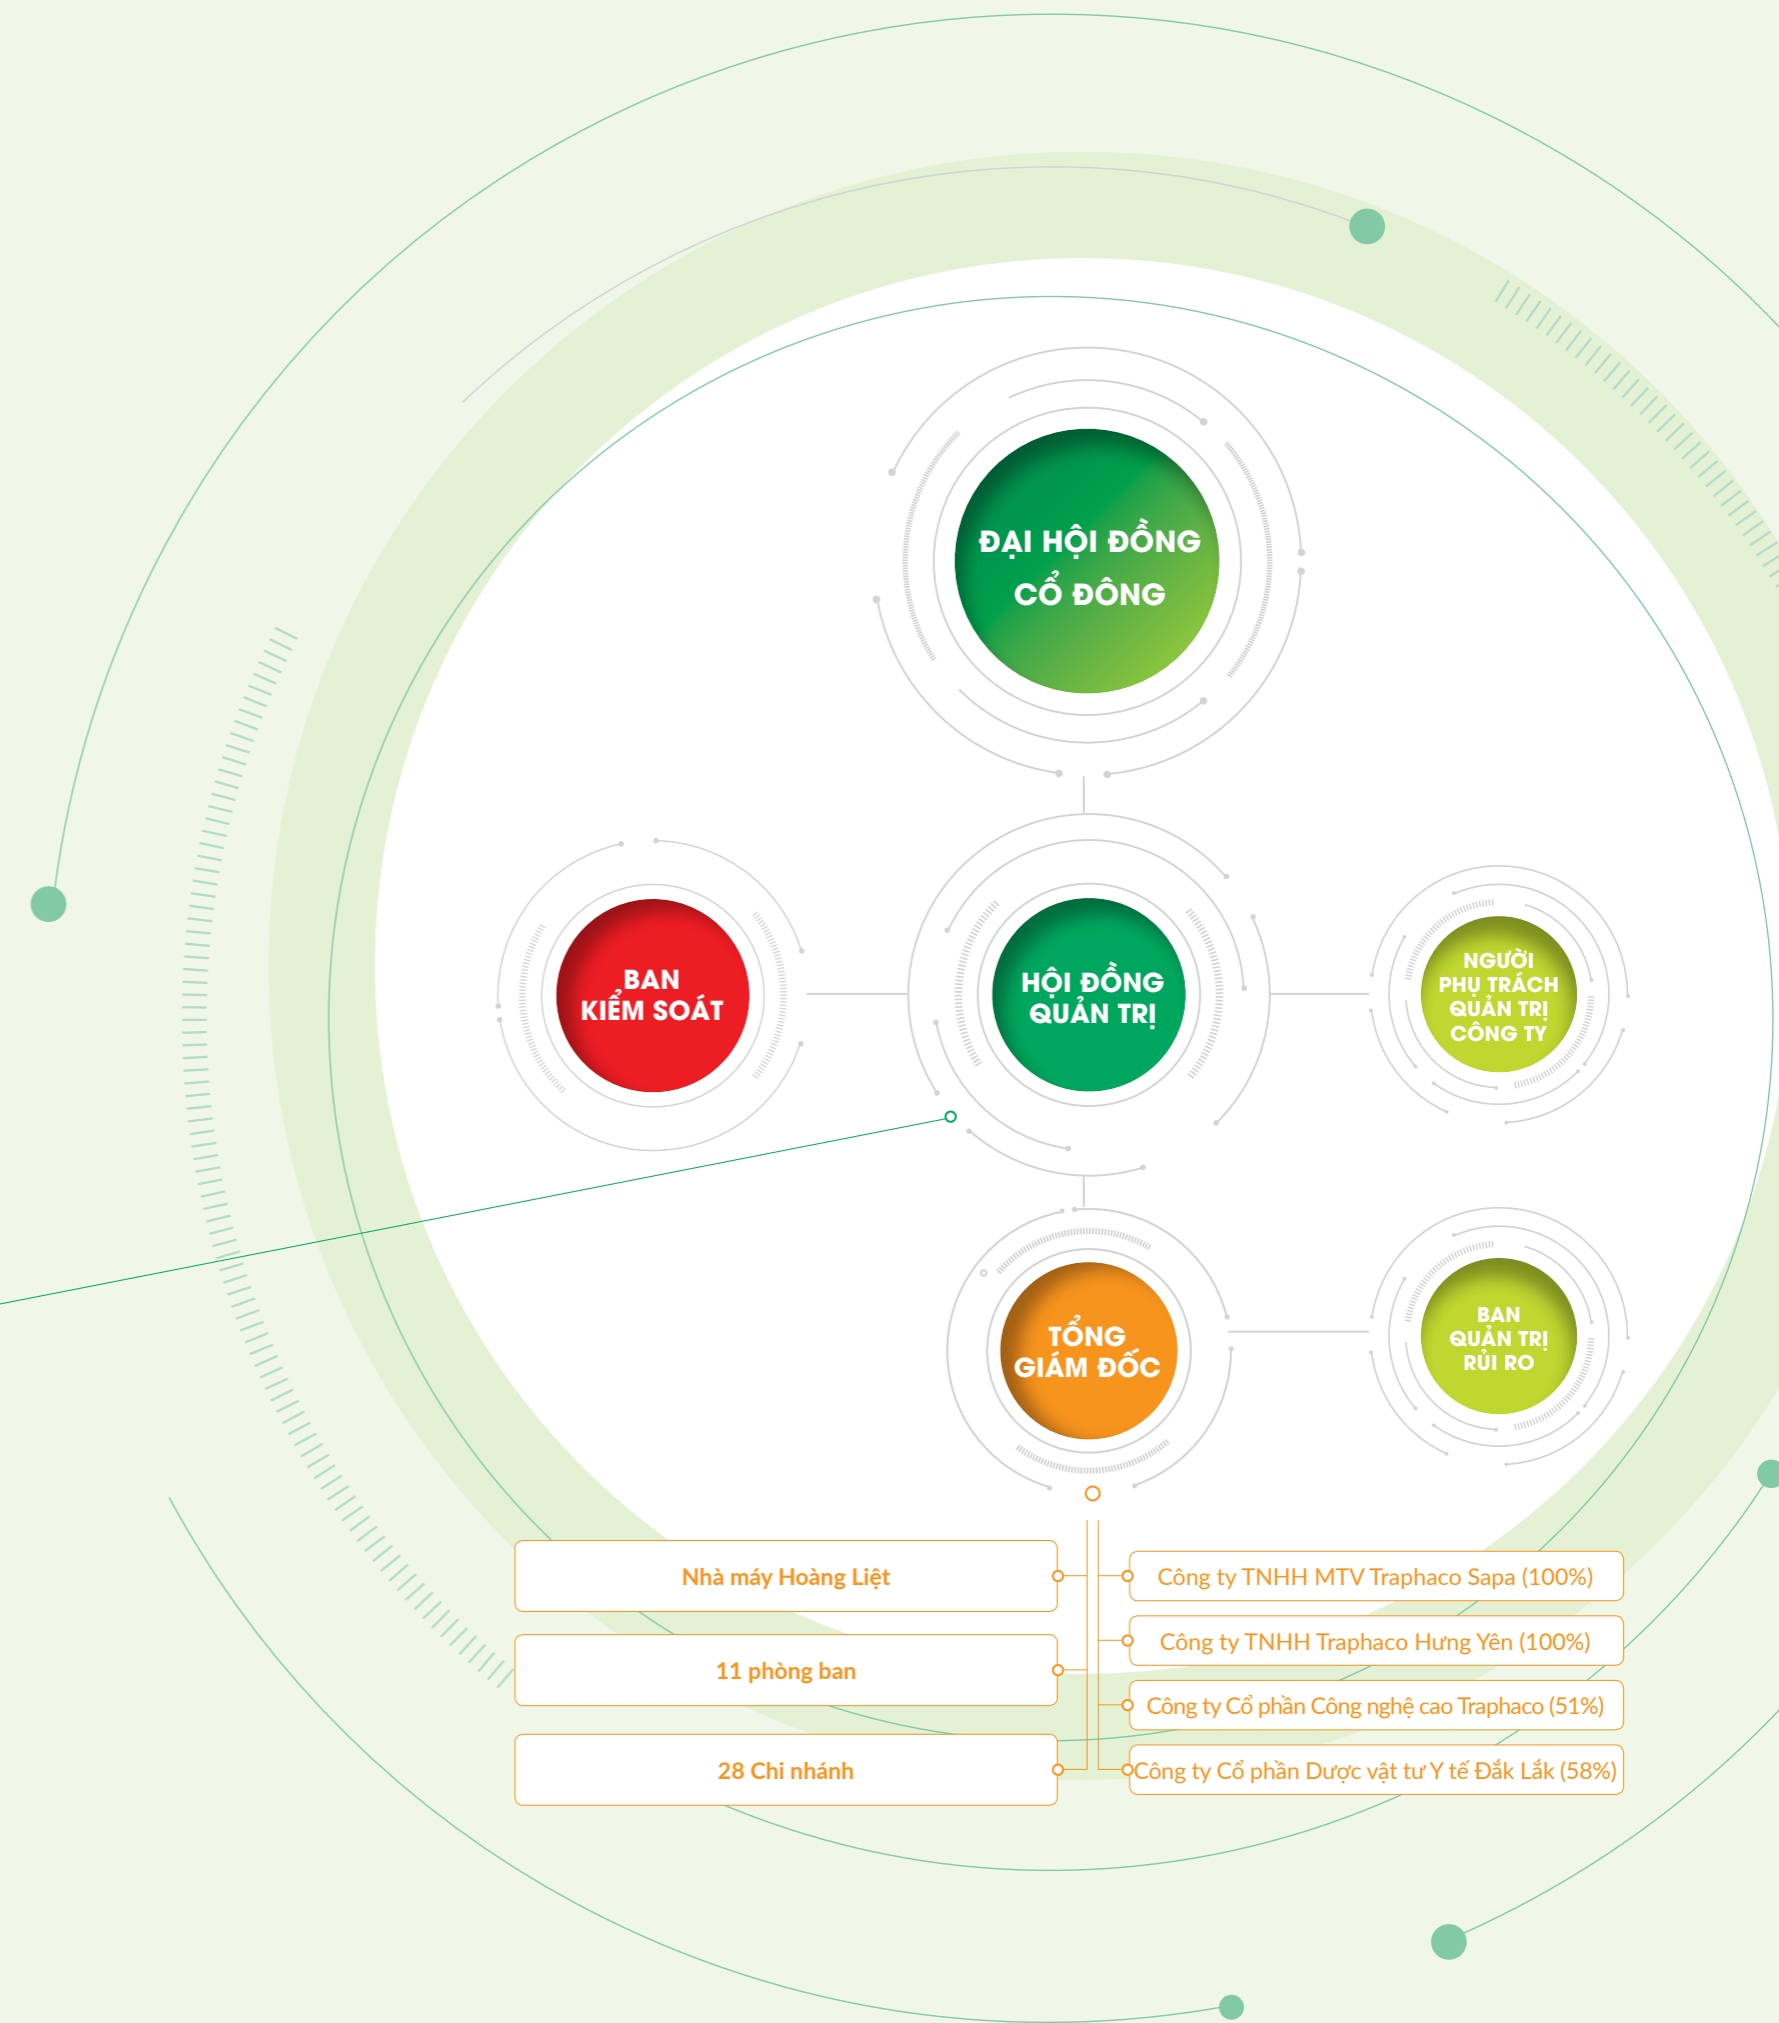 ĐẠI HỘI ĐỒNG
CỔ ĐÔNG
BAN
KIỂM SOÁT
HỘI ĐỒNG
QUẢN TRỊ
NGƯỜI
PHỤ TRÁCH
QUẢN TRỊ
CÔNG TY
TỔNG
GIÁM ĐỐC
BAN
QUẢN TRỊ
RỦI RO
Nhà máy Hoàng Liệt
11 phòng ban
28 Chi nhánh
Công ty TNHH MTV Traphaco Sapa (100%)
Công ty TNHH Traphaco Hưng Yên (100%)
Công ty Cổ phần Công nghệ cao Traphaco (51%)
Công ty Cổ phần Dược vật tư Y tế Đắk Lắk (58%)